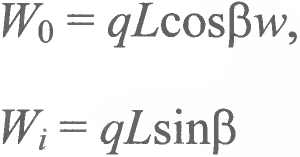 W₀ = qLcosβw,
Wᵢ = qLsinβ